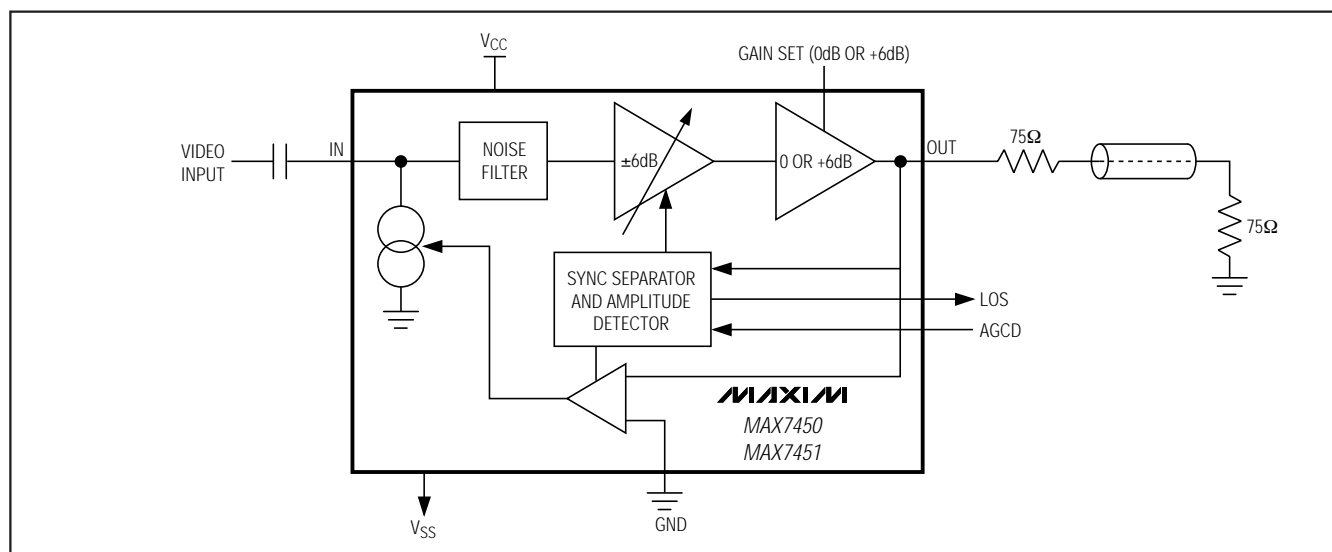 VCC
GAIN SET (0dB OR +6dB)
VIDEO
INPUT
IN
NOISE
FILTER
±6dB
0 OR +6dB
OUT
75Ω
75Ω
SYNC SEPARATOR
AND AMPLITUDE
DETECTOR
LOS
AGCD
MAXIM
MAX7450
MAX7451
VSS
GND